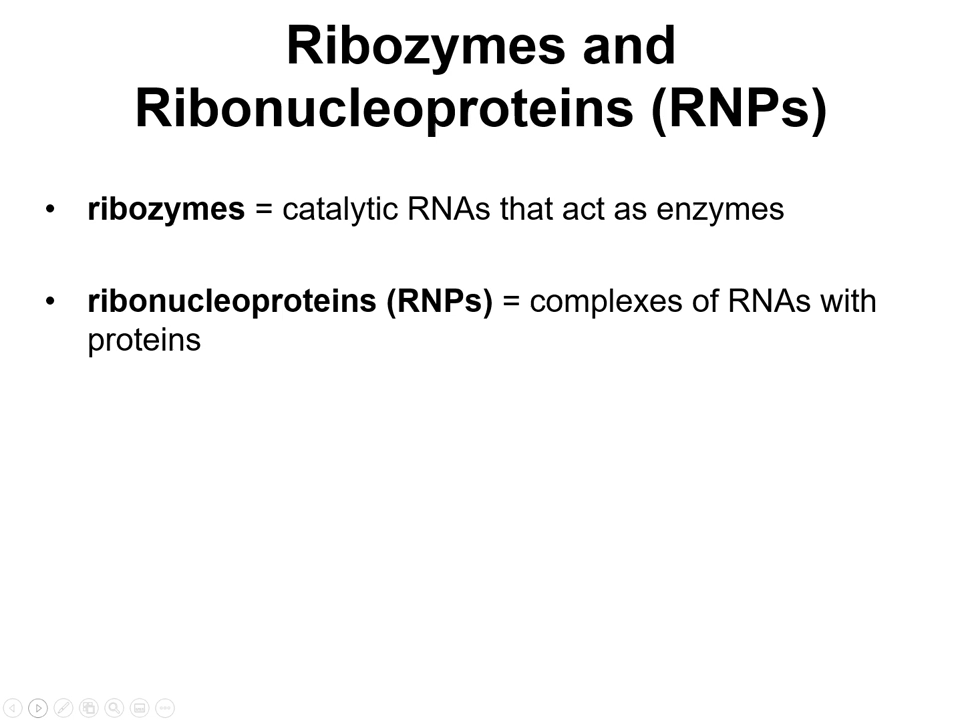 Ribozymes and
Ribonucleoproteins (RNPs)
• ribozymes = catalytic RNAs that act as enzymes
• ribonucleoproteins (RNPs) = complexes of RNAs with
proteins